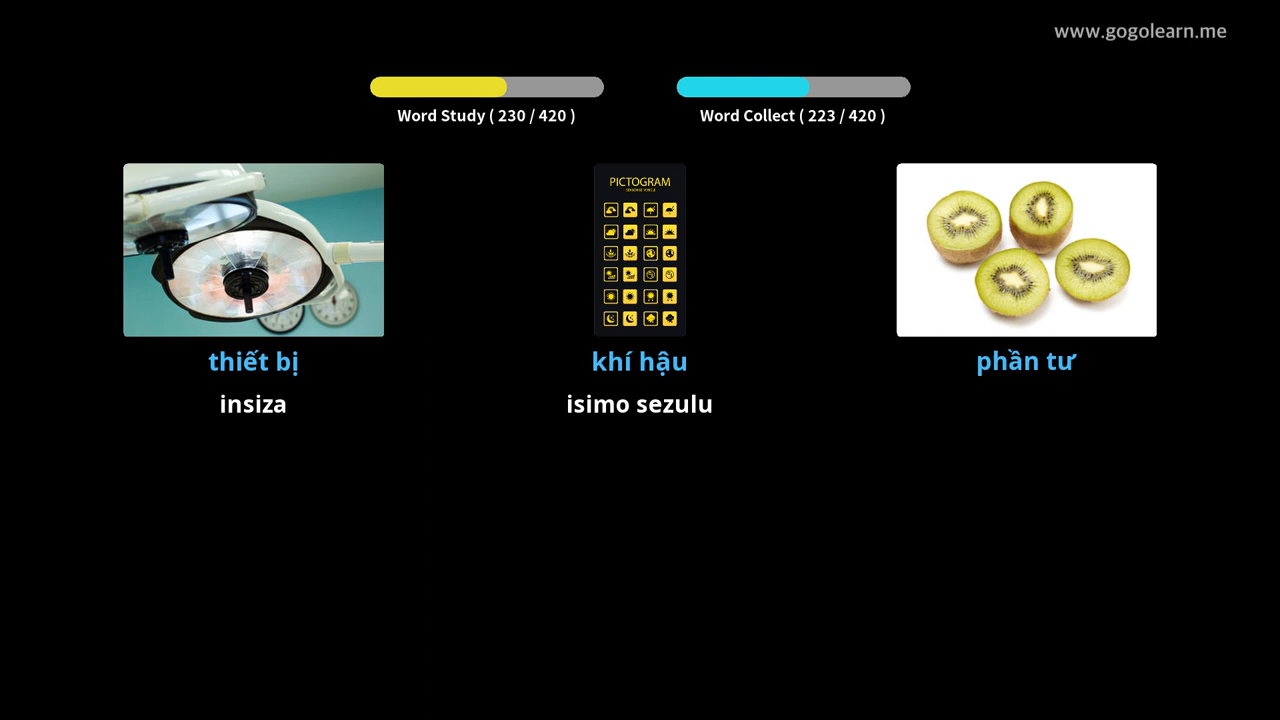 www.gogolearn.me
Word Study ( 230 / 420 )
Word Collect ( 223 / 420 )
PICTOGRAM
thiết bị
khí hậu
phần tư
insiza
isimo sezulu